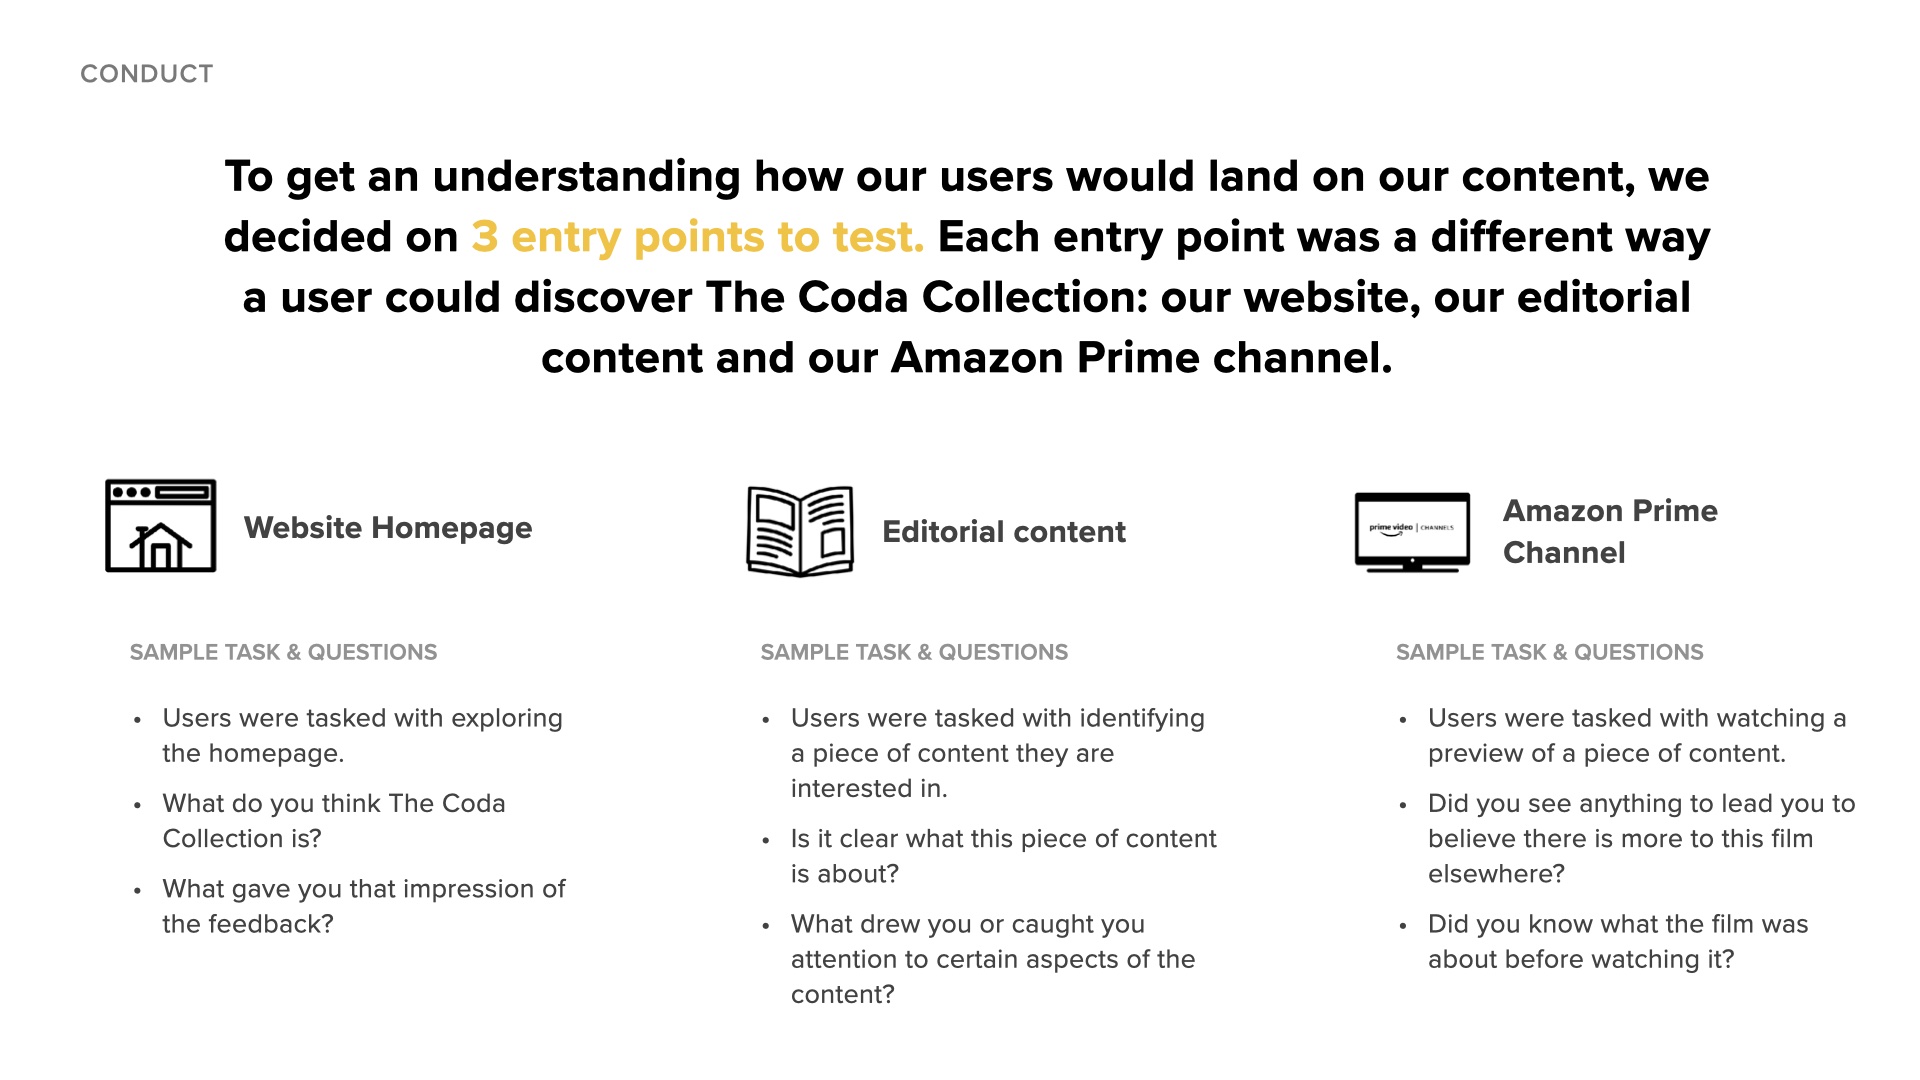 CONDUCT
To get an understanding how our users would land on our content, we
decided on 3 entry points to test. Each entry point was a different way
a user could discover The Coda Collection: our website, our editorial
content and our Amazon Prime channel.
Website Homepage
SAMPLE TASK & QUESTIONS
• Users were tasked with exploring
the homepage.
• What do you think The Coda
Collection is?
• What gave you that impression of
the feedback?
Editorial content
SAMPLE TASK & QUESTIONS
• Users were tasked with identifying
a piece of content they are
interested in.
• Is it clear what this piece of content
is about?
• What drew you or caught you
attention to certain aspects of the
content?
prime video | CHANNELS
Amazon Prime
Channel
SAMPLE TASK & QUESTIONS
• Users were tasked with watching a
preview of a piece of content.
• Did you see anything to lead you to
believe there is more to this film
elsewhere?
• Did you know what the film was
about before watching it?